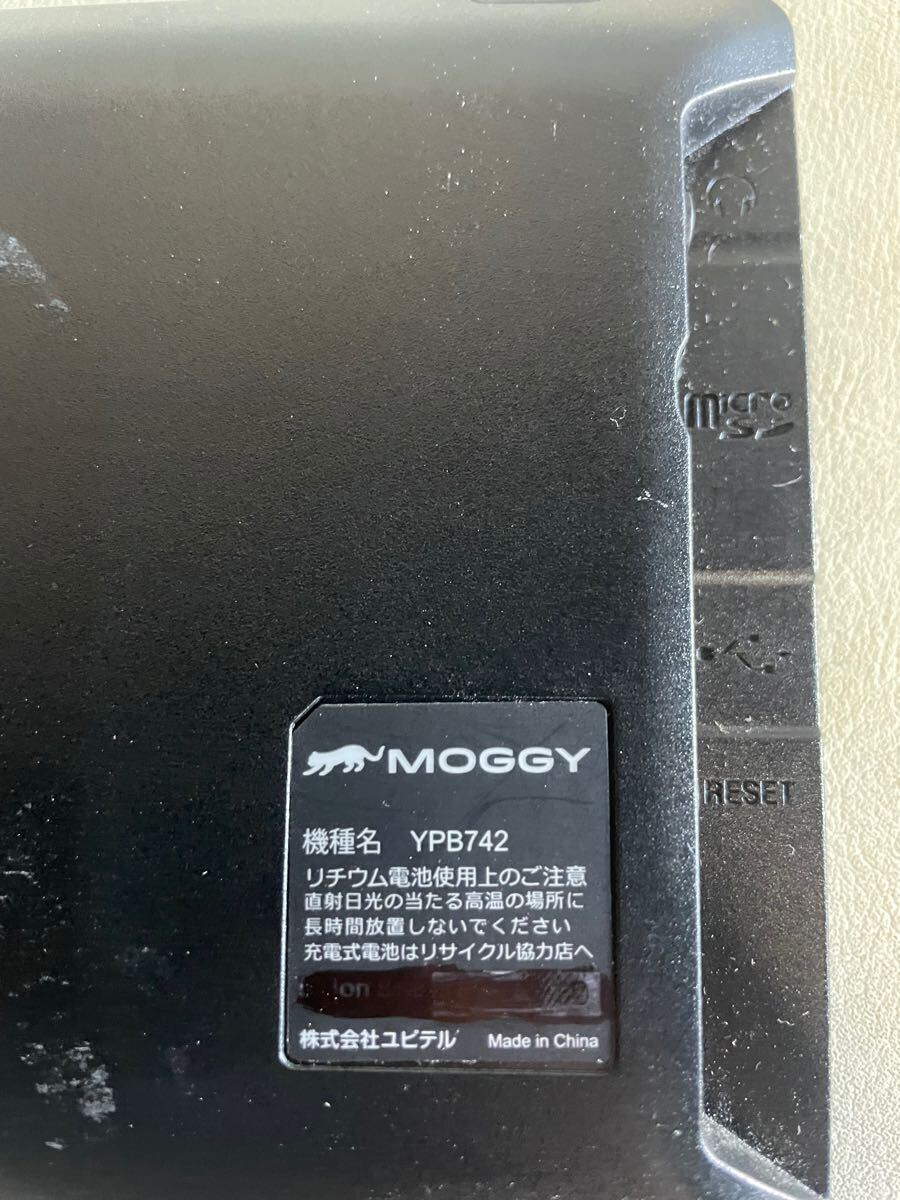 micro
SD
RESET
MOGGY
機種名 YPB742
リチウム電池使用上のご注意
直射日光の当たる高温の場所に
長時間放置しないでください
充電式電池はリサイクル協力店へ
株式会社ユピテル Made in China